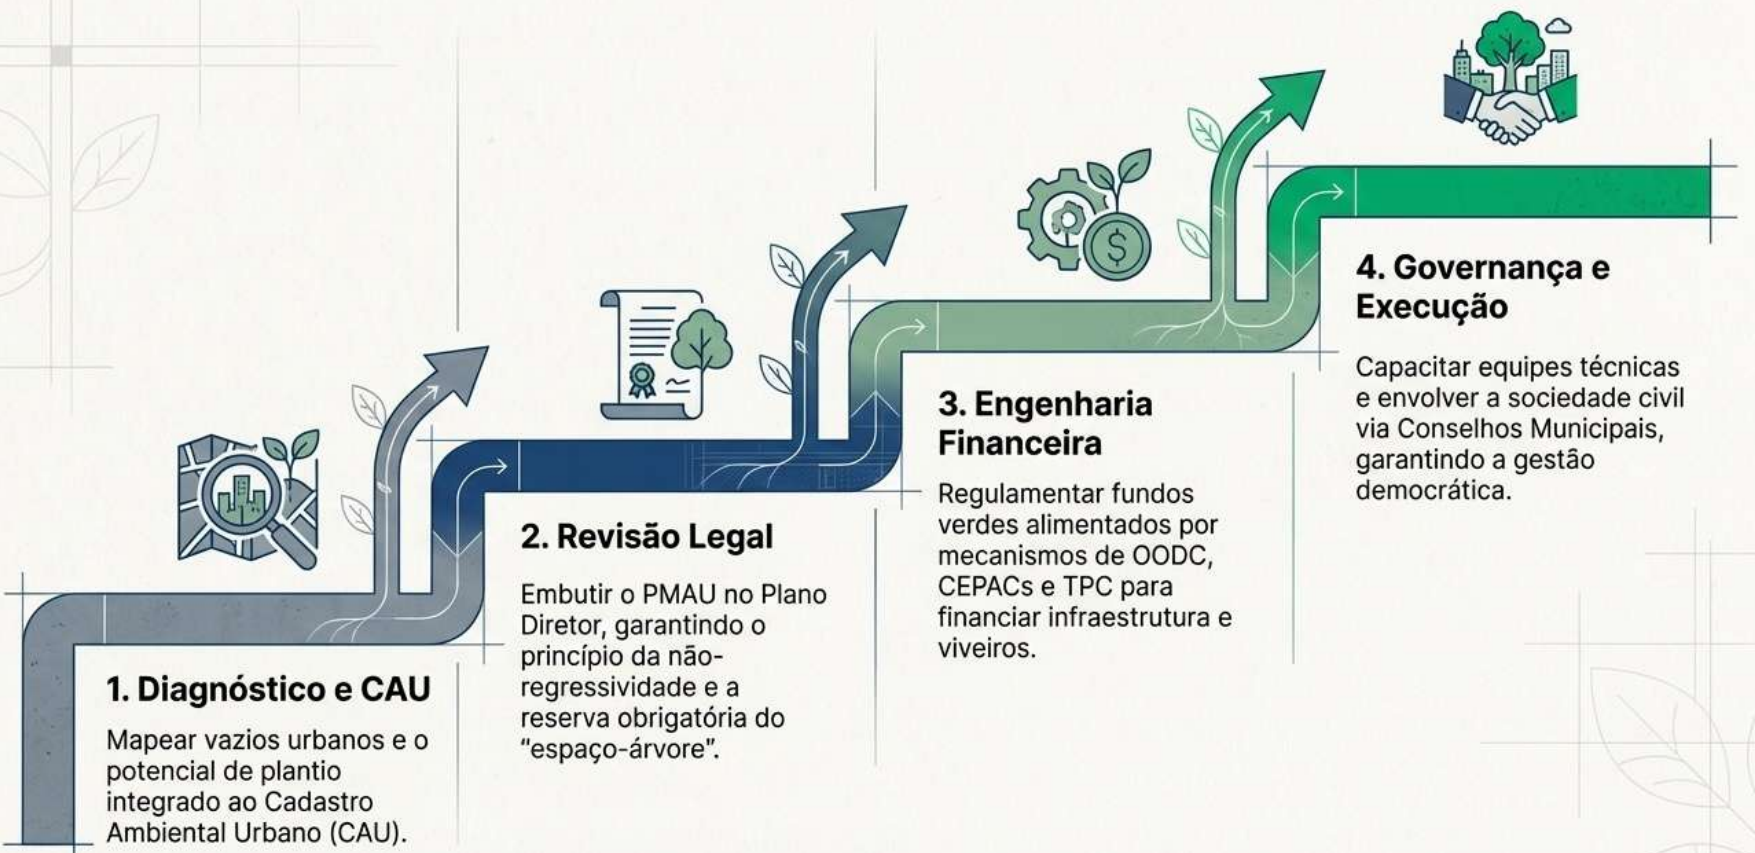 1. Diagnóstico e CAU
Mapear vazios urbanos e o
potencial de plantio
integrado ao Cadastro
Ambiental Urbano (CAU).
2. Revisão Legal
Embutir o PMAU no Plano
Diretor, garantindo o
princípio da não-
regressividade e a
reserva obrigatória do
“espaço-árvore”.
3. Engenharia
Financeira
Regulamentar fundos
verdes alimentados por
mecanismos de OODC,
CEPACs e TPC para
financiar infraestrutura e
viveiros.
4. Governança e
Execução
Capacitar equipes técnicas
e envolver a sociedade civil
via Conselhos Municipais,
garantindo a gestão
democrática.
$